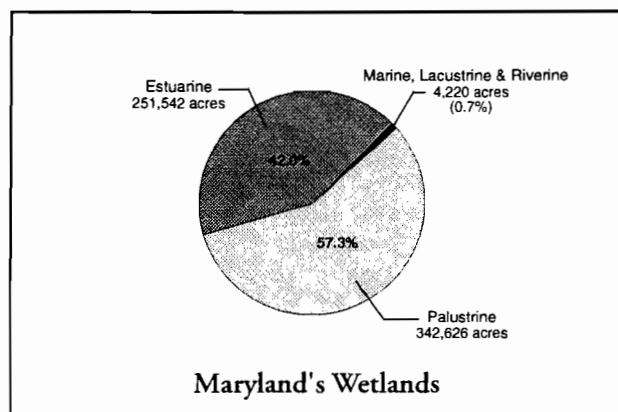 Estuarine
251,542 acres
Marine, Lacustrine & Riverine
4,220 acres
(0.7%)
42.0%
57.3%
Palustrine
342,626 acres
Maryland's Wetlands